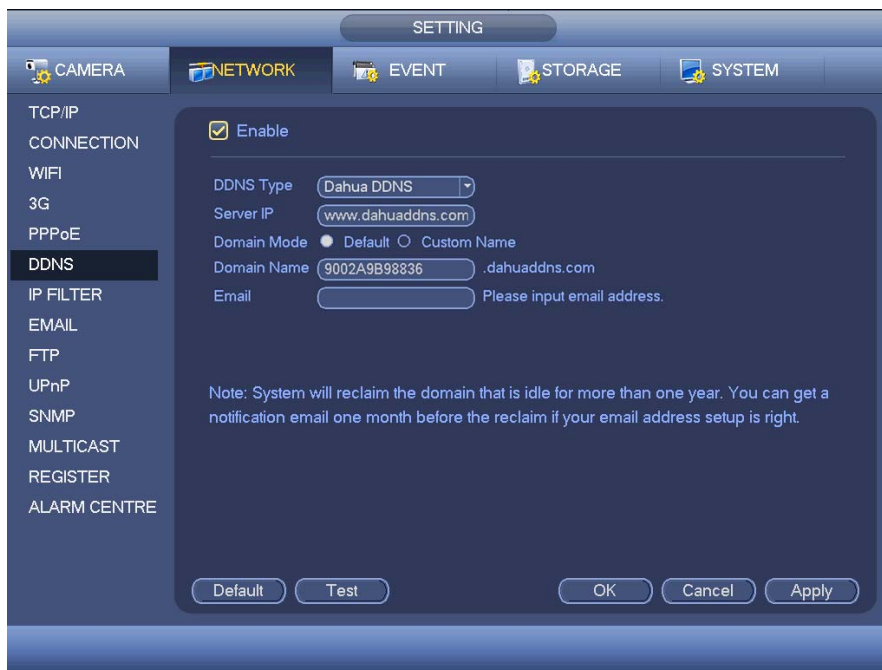 SETTING
CAMERA NETWORK EVENT STORAGE SYSTEM
TCP/IP
CONNECTION
WIFI
3G
PPPoE
DDNS
IP FILTER
EMAIL
FTP
UPnP
SNMP
MULTICAST
REGISTER
ALARM CENTRE
Enable
DDNS Type Dahua DDNS
Server IP www.dahuaddns.com
Domain Mode Default Custom Name
Domain Name 9002A9B98836 .dahuaddns.com
Email Please input email address.
Note: System will reclaim the domain that is idle for more than one year. You can get a
notification email one month before the reclaim if your email address setup is right.
Default Test OK Cancel Apply